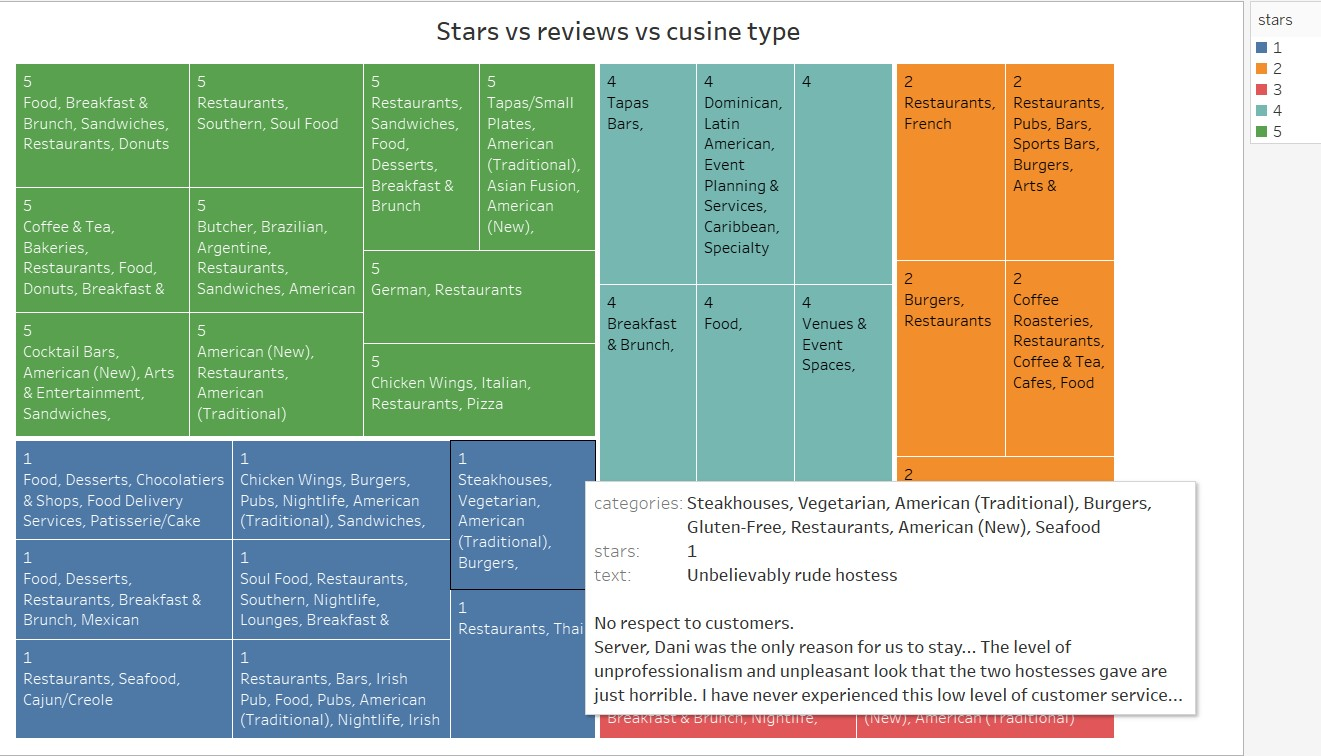 Stars vs reviews vs cusine type
stars
1
2
3
4
5
5
Food, Breakfast &
Brunch, Sandwiches,
Restaurants, Donuts
5
Restaurants,
Southern, Soul Food
5
Restaurants,
Sandwiches,
Food,
Desserts,
Breakfast &
Brunch
5
Tapas/Small
Plates,
American
(Traditional),
Asian Fusion,
American
(New),
5
Coffee & Tea,
Bakeries,
Restaurants, Food,
Donuts, Breakfast &
5
Butcher, Brazilian,
Argentine,
Restaurants,
Sandwiches, American
5
German, Restaurants
5
Cocktail Bars,
American (New), Arts
& Entertainment,
Sandwiches,
5
American (New),
Restaurants,
American
(Traditional)
5
Chicken Wings, Italian,
Restaurants, Pizza
4
Tapas
Bars,
4
Dominican,
Latin
American,
Event
Planning &
Services,
Caribbean,
Specialty
4
4
Breakfast
& Brunch,
4
Food,
4
Venues &
Event
Spaces,
2
Restaurants,
French
2
Restaurants,
Pubs, Bars,
Sports Bars,
Burgers,
Arts &
2
Burgers,
Restaurants
2
Coffee
Roasteries,
Restaurants,
Coffee & Tea,
Cafes, Food
2
1
Food, Desserts, Chocolatiers
& Shops, Food Delivery
Services, Patisserie/Cake
1
Chicken Wings, Burgers,
Pubs, Nightlife, American
(Traditional), Sandwiches,
1
Steakhouses,
Vegetarian,
American
(Traditional),
Burgers,
1
Food, Desserts,
Restaurants, Breakfast &
Brunch, Mexican
1
Soul Food, Restaurants,
Southern, Nightlife,
Lounges, Breakfast &
1
Restaurants, Thai
1
Restaurants, Seafood,
Cajun/Creole
1
Restaurants, Bars, Irish
Pub, Food, Pubs, American
(Traditional), Nightlife, Irish
categories: Steakhouses, Vegetarian, American (Traditional), Burgers,
Gluten-Free, Restaurants, American (New), Seafood
stars: 1
text: Unbelievably rude hostess
No respect to customers.
Server, Dani was the only reason for us to stay... The level of
unprofessionalism and unpleasant look that the two hostesses gave are
just horrible. I have never experienced this low level of customer service...
Breakfast & Brunch, Nightlife,
(New), American (Traditional)